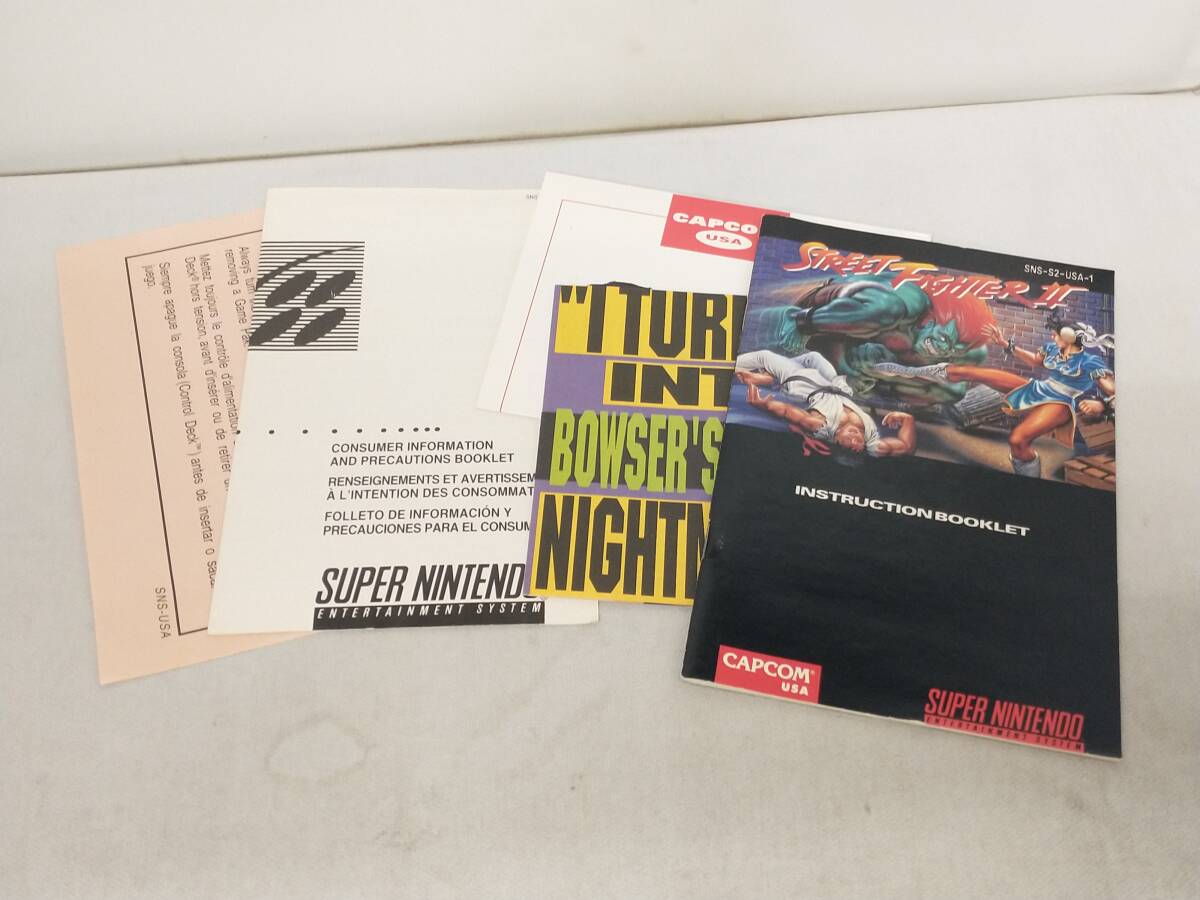 Always turn
removing a Game Pak
Mettez toujours le contrôle d'alimentation
Deck® hors tension, avant d'insérer ou de retirer
Siempre apague la consola (Control Deck™) antes de insertar o
juego.
SNS-USA
SNS
CONSUMER INFORMATION
AND PRECAUTIONS BOOKLET
RENSEIGNEMENTS ET AVERTISSEM
À L'INTENTION DES CONSOMMAT
FOLLETO DE INFORMACIÓN Y
PRECAUCIONES PARA EL CONSUM
SUPER NINTENDO
ENTERTAINMENT SYSTEM
CAPCO
USA
"I TUR
INT
BOWSER'S
NIGHTM
SNS-S2-USA-1
STREET FIGHTER II
INSTRUCTION BOOKLET
CAPCOM®
USA
SUPER NINTENDO
ENTERTAINMENT SYSTEM